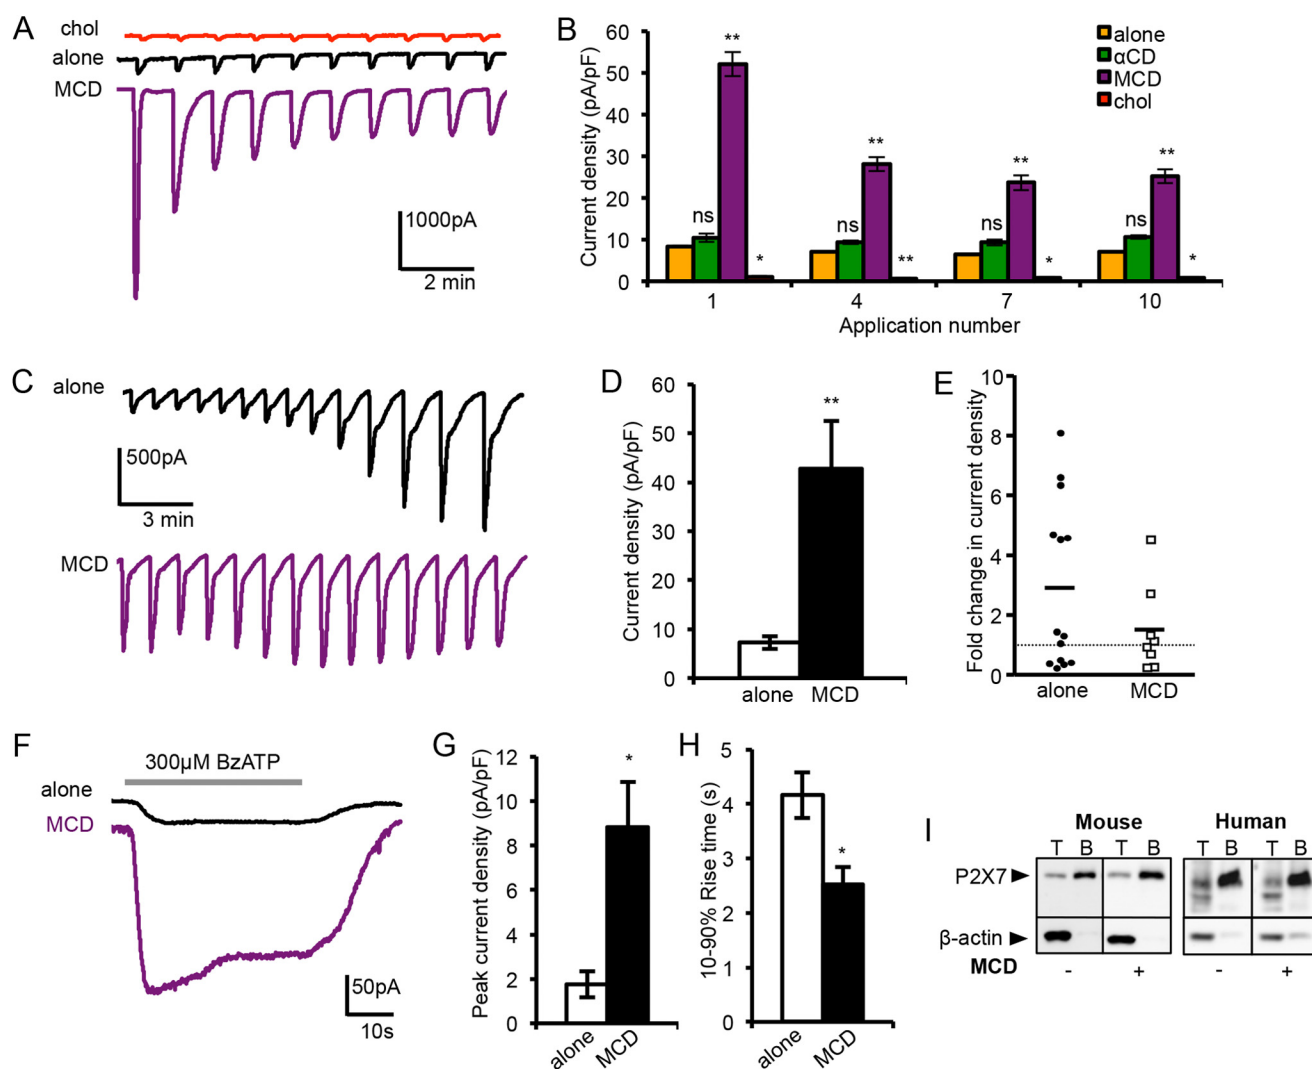 A
chol
alone
MCD
1000pA
2 min
B
Current density (pA/pF)
60
50
40
30
20
10
0
**
ns
*
**
ns
**
**
ns
*
**
ns
*
alone
αCD
MCD
chol
1 4 7 10
Application number
C
alone
500pA
3 min
MCD
D
Current density (pA/pF)
60
50
40
30
20
10
0
**
alone MCD
E
Fold change in current density
10
8
6
4
2
0
alone MCD
F
300µM BzATP
alone
MCD
50pA
10s
G
Peak current density (pA/pF)
12
10
8
6
4
2
0
*
alone MCD
H
10-90% Rise time (s)
5
4
3
2
1
0
*
alone MCD
I
Mouse Human
T B T B T B T B
P2X7
β-actin
MCD - + - +